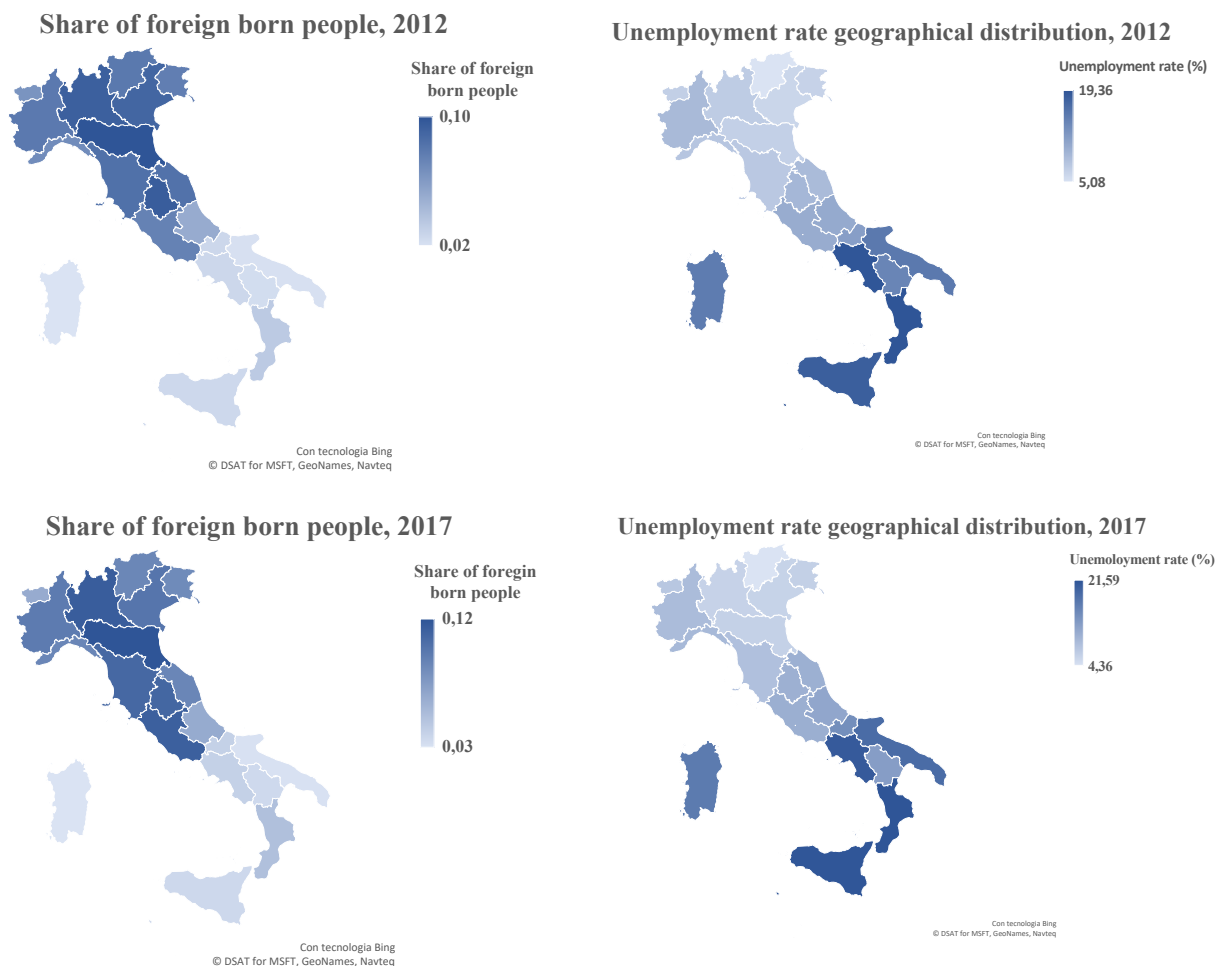 Share of foreign born people, 2012
Share of foreign
born people
0,10
0,02
Con tecnologia Bing
© DSAT for MSFT, GeoNames, Navteq
Unemployment rate geographical distribution, 2012
Unemployment rate (%)
19,36
5,08
Con tecnologia Bing
© DSAT for MSFT, GeoNames, Navteq
Share of foreign born people, 2017
Share of foregin
born people
0,12
0,03
Con tecnologia Bing
© DSAT for MSFT, GeoNames, Navteq
Unemployment rate geographical distribution, 2017
Unemoloyment rate (%)
21,59
4,36
Con tecnologia Bing
© DSAT for MSFT, GeoNames, Navteq